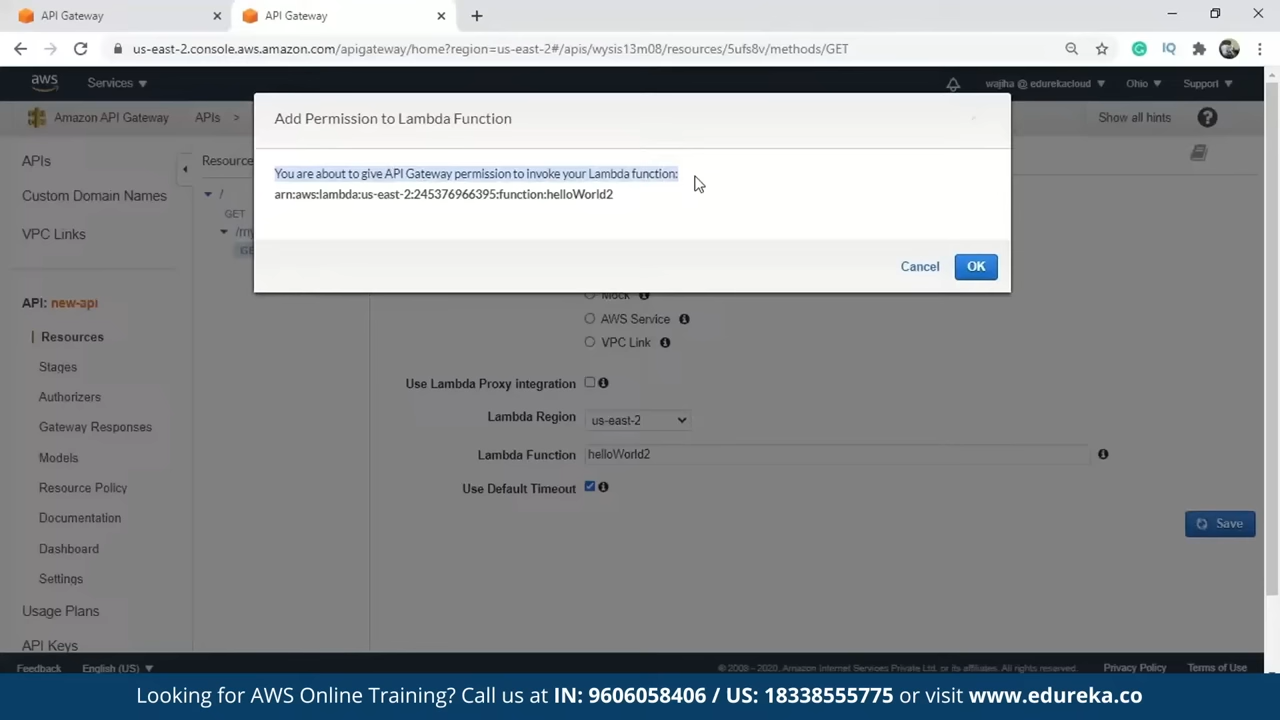 API Gateway
API Gateway
us-east-2.console.aws.amazon.com/apigateway/home?region=us-east-2#/apis/wysis13m08/resources/5ufs8v/methods/GET
aws
Services
wajiha @ edurekacloud
Ohio
Support
Amazon API Gateway
APIs >
Show all hints
Add Permission to Lambda Function
You are about to give API Gateway permission to invoke your Lambda function:
arn:aws:lambda:us-east-2:245376966395:function:helloWorld2
Cancel
OK
APIs
Custom Domain Names
VPC Links
API: new-api
Resources
Stages
Authorizers
Gateway Responses
Models
Resource Policy
Documentation
Dashboard
Settings
Usage Plans
API Keys
Resource
/
GET
/my
GE
Mock
AWS Service
VPC Link
Use Lambda Proxy integration
Lambda Region us-east-2
Lambda Function helloWorld2
Use Default Timeout
Save
Feedback
English (US)
© 2008 - 2020, Amazon Internet Services Private Ltd. or its affiliates. All rights reserved.
Privacy Policy
Terms of Use
Looking for AWS Online Training? Call us at IN: 9606058406 / US: 18338555775 or visit www.edureka.co